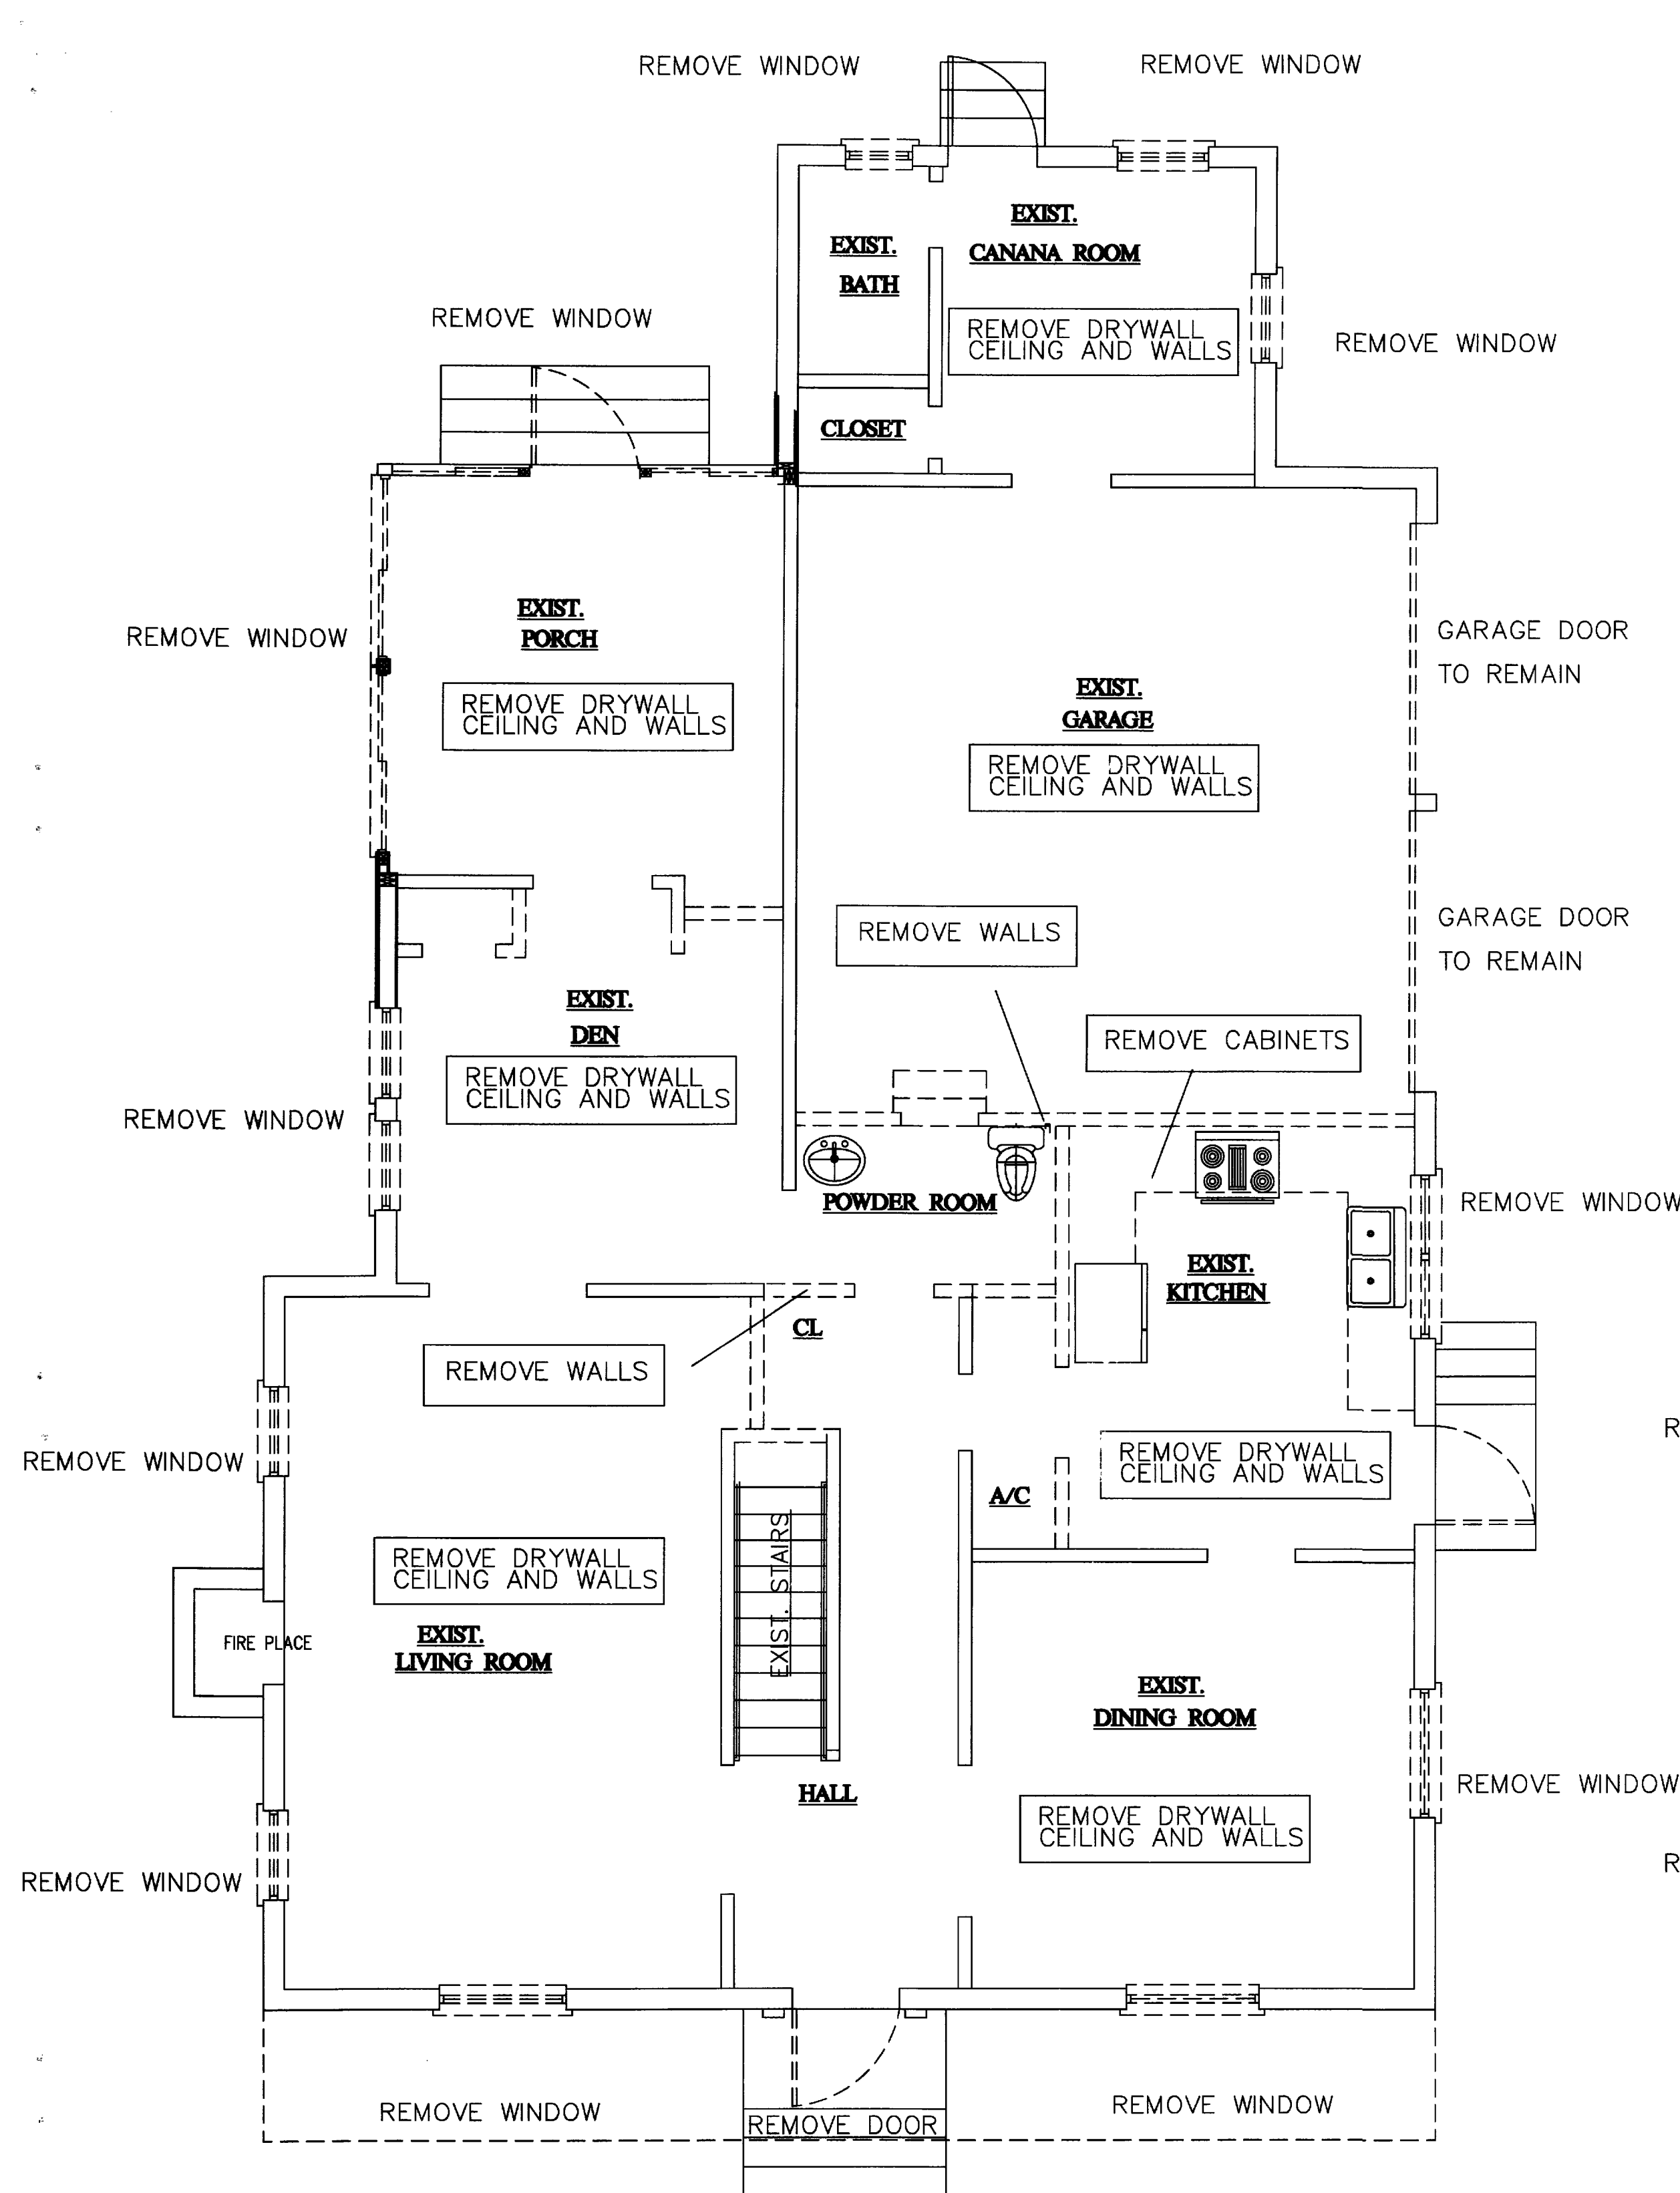 REMOVE WINDOW
REMOVE WINDOW
EXIST.
CANANA ROOM
EXIST.
BATH
REMOVE WINDOW
REMOVE DRYWALL
CEILING AND WALLS
REMOVE WINDOW
CLOSET
EXIST.
PORCH
REMOVE WINDOW
GARAGE DOOR
TO REMAIN
REMOVE DRYWALL
CEILING AND WALLS
EXIST.
GARAGE
REMOVE DRYWALL
CEILING AND WALLS
REMOVE WALLS
GARAGE DOOR
TO REMAIN
EXIST.
DEN
REMOVE CABINETS
REMOVE DRYWALL
CEILING AND WALLS
REMOVE WINDOW
POWDER ROOM
REMOVE WINDOW
EXIST.
KITCHEN
CL
REMOVE WALLS
REMOVE WINDOW
R
REMOVE DRYWALL
CEILING AND WALLS
A/C
EXIST. STAIRS
REMOVE DRYWALL
CEILING AND WALLS
FIRE PLACE
EXIST.
LIVING ROOM
EXIST.
DINING ROOM
HALL
REMOVE WINDOW
REMOVE DRYWALL
CEILING AND WALLS
R
REMOVE WINDOW
REMOVE WINDOW
REMOVE DOOR
REMOVE WINDOW